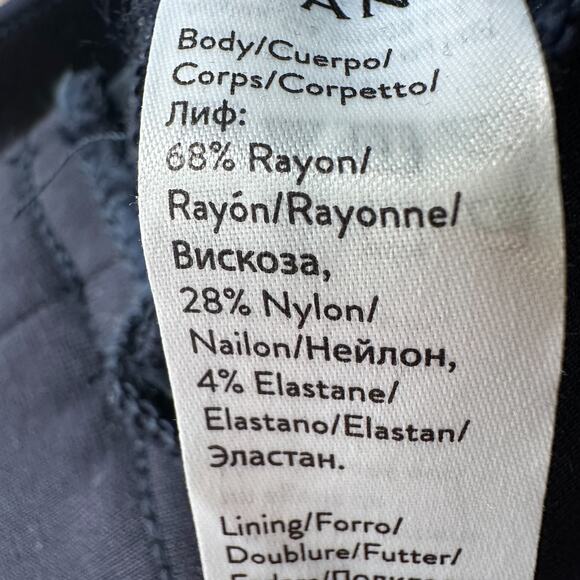 Body/Cuerpo/
Corps/Corpetto/
Лиф:
68% Rayon/
Rayón/Rayonne/
Вискоза,
28% Nylon/
Nailon/Нейлон,
4% Elastane/
Elastano/Elastan/
Эластан.
Lining/Forro/
Doublure/Futter/